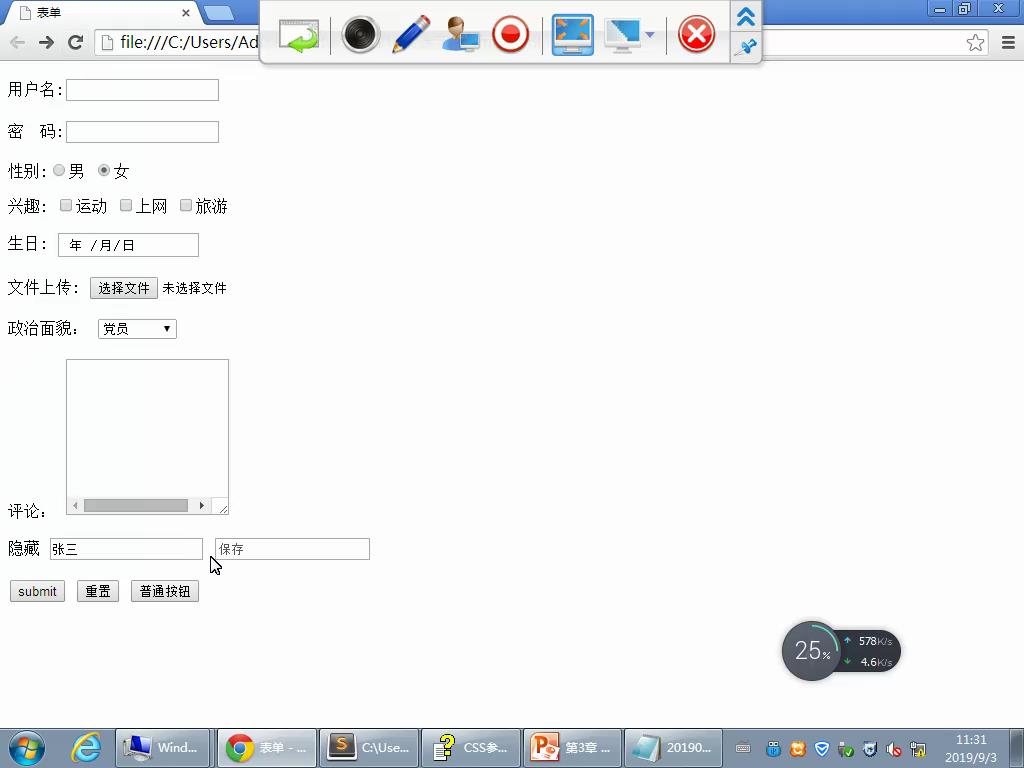 表单
file:///C:/Users/Ad
用户名:
密 码:
性别: 男 女
兴趣: 运动 上网 旅游
生日: 年 /月/日
文件上传: 选择文件 未选择文件
政治面貌: 党员
评论:
隐藏 张三 保存
submit 重置 普通按钮
25% 578K/s
4.6K/s
Wind... 表单 - ... C:\Use... CSS参... 第3章 ... 20190...
11:31
2019/9/3